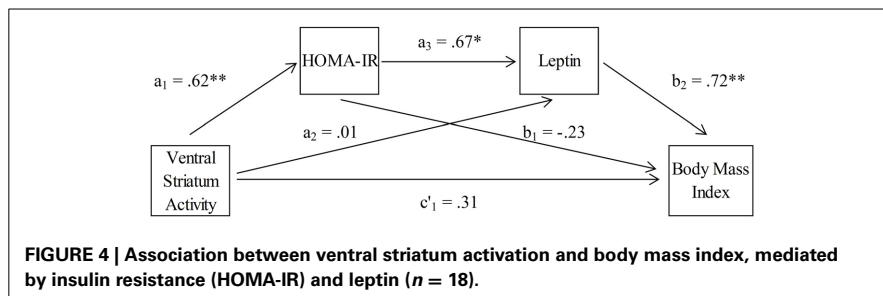 a₃ = .67*
HOMA-IR
Leptin
a₁ = .62**
b₂ = .72**
a₂ = .01
b₁ = -.23
Ventral
Striatum
Activity
Body Mass
Index
c'₁ = .31
FIGURE 4 | Association between ventral striatum activation and body mass index, mediated
by insulin resistance (HOMA-IR) and leptin (n = 18).